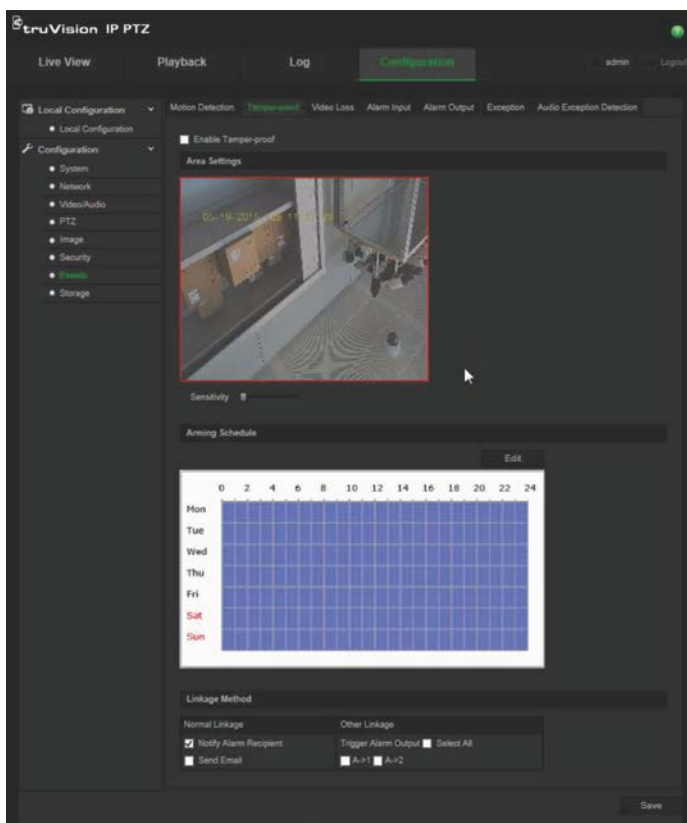 truVision IP PTZ
Live View Playback Log Configuration admin Logout
Local Configuration
Local Configuration
Configuration
System
Network
Video/Audio
PTZ
Image
Security
Events
Storage
Motion Detection Tamper-proof Video Loss Alarm Input Alarm Output Exception Audio Exception Detection
Enable Tamper-proof
Area Settings
Sensitivity
Arming Schedule
Edit
0 2 4 6 8 10 12 14 16 18 20 22 24
Mon
Tue
Wed
Thu
Fri
Sat
Sun
Linkage Method
Normal Linkage Other Linkage
Notify Alarm Recipient Trigger Alarm Output Select All
Send Email A->1 A->2
Save